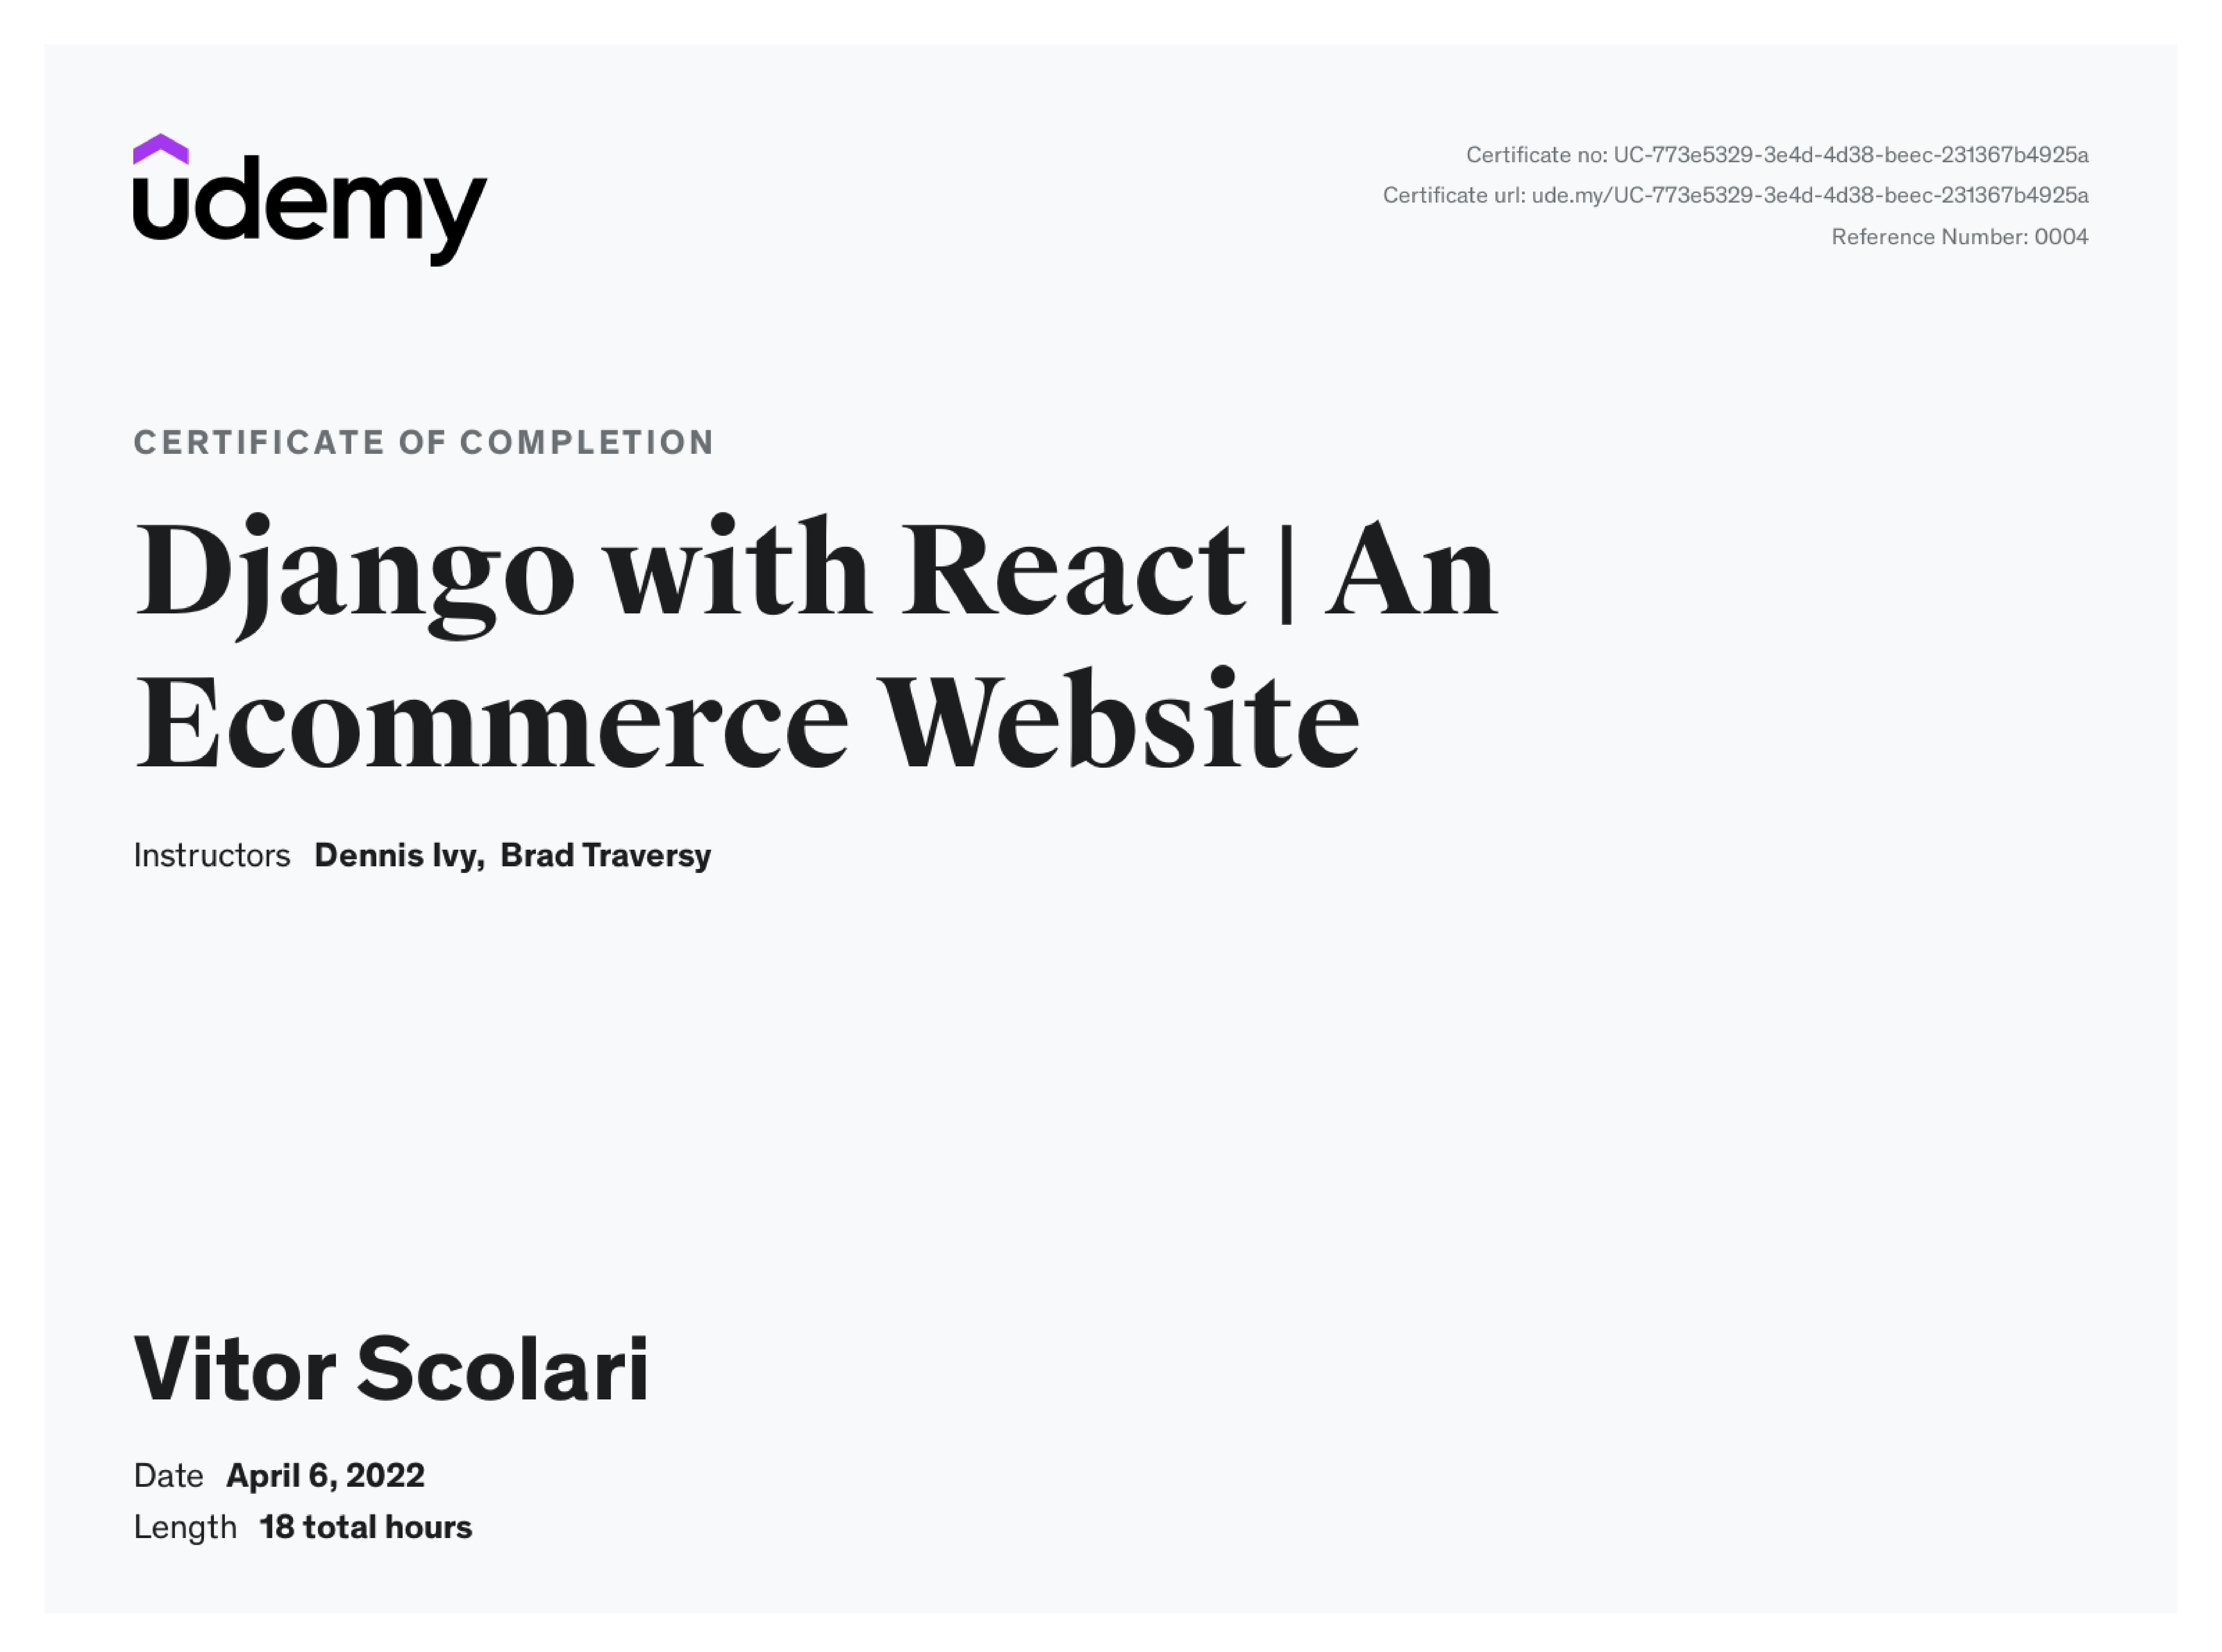 udemy
Certificate no: UC-773e5329-3e4d-4d38-beec-231367b4925a
Certificate url: ude.my/UC-773e5329-3e4d-4d38-beec-231367b4925a
Reference Number: 0004
CERTIFICATE OF COMPLETION
Django with React | An
Ecommerce Website
Instructors Dennis Ivy, Brad Traversy
Vitor Scolari
Date April 6, 2022
Length 18 total hours